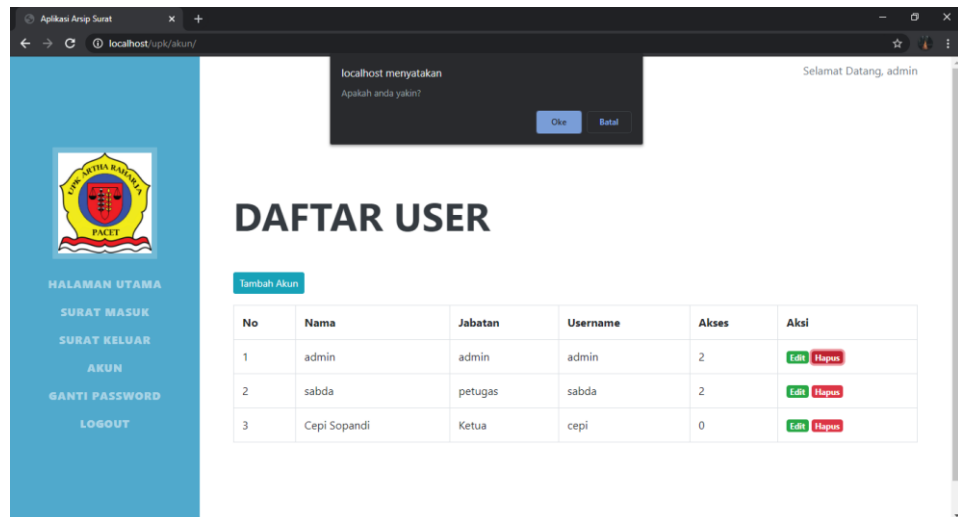 Aplikasi Arsip Surat
localhost/upk/akun/
localhost menyatakan
Apakah anda yakin?
Oke Batal
Selamat Datang, admin
UPK ARTHA RAHARJA
PACET
HALAMAN UTAMA
SURAT MASUK
SURAT KELUAR
AKUN
GANTI PASSWORD
LOGOUT
DAFTAR USER
Tambah Akun
No Nama Jabatan Username Akses Aksi
1 admin admin admin 2 Edit Hapus
2 sabda petugas sabda 2 Edit Hapus
3 Cepi Sopandi Ketua cepi 0 Edit Hapus